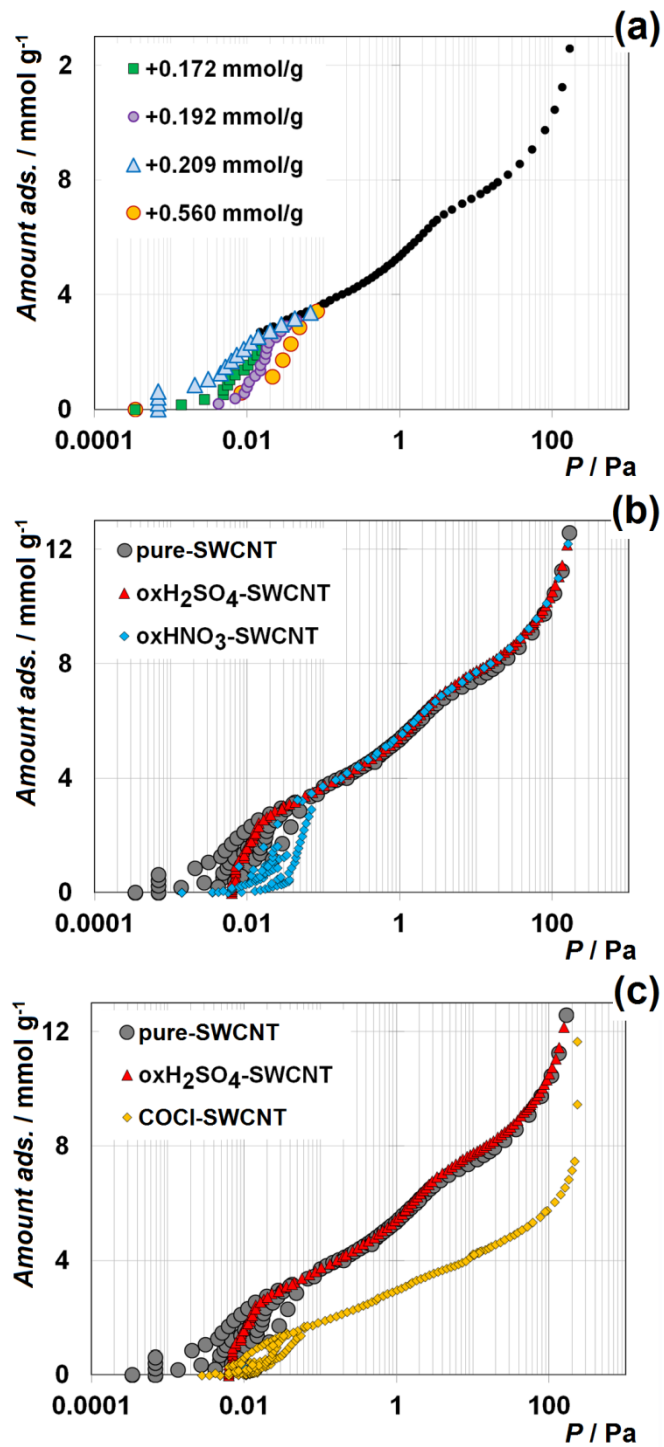 (a)
2
+0.172 mmol/g
+0.192 mmol/g
+0.209 mmol/g
+0.560 mmol/g
8
4
0
Amount ads. / mmol g-1
0.0001 0.01 1 100
P / Pa
(b)
12
pure-SWCNT
oxH2SO4-SWCNT
oxHNO3-SWCNT
8
4
0
Amount ads. / mmol g-1
0.0001 0.01 1 100
P / Pa
(c)
12
pure-SWCNT
oxH2SO4-SWCNT
COCl-SWCNT
8
4
0
Amount ads. / mmol g-1
0.0001 0.01 1 100
P / Pa